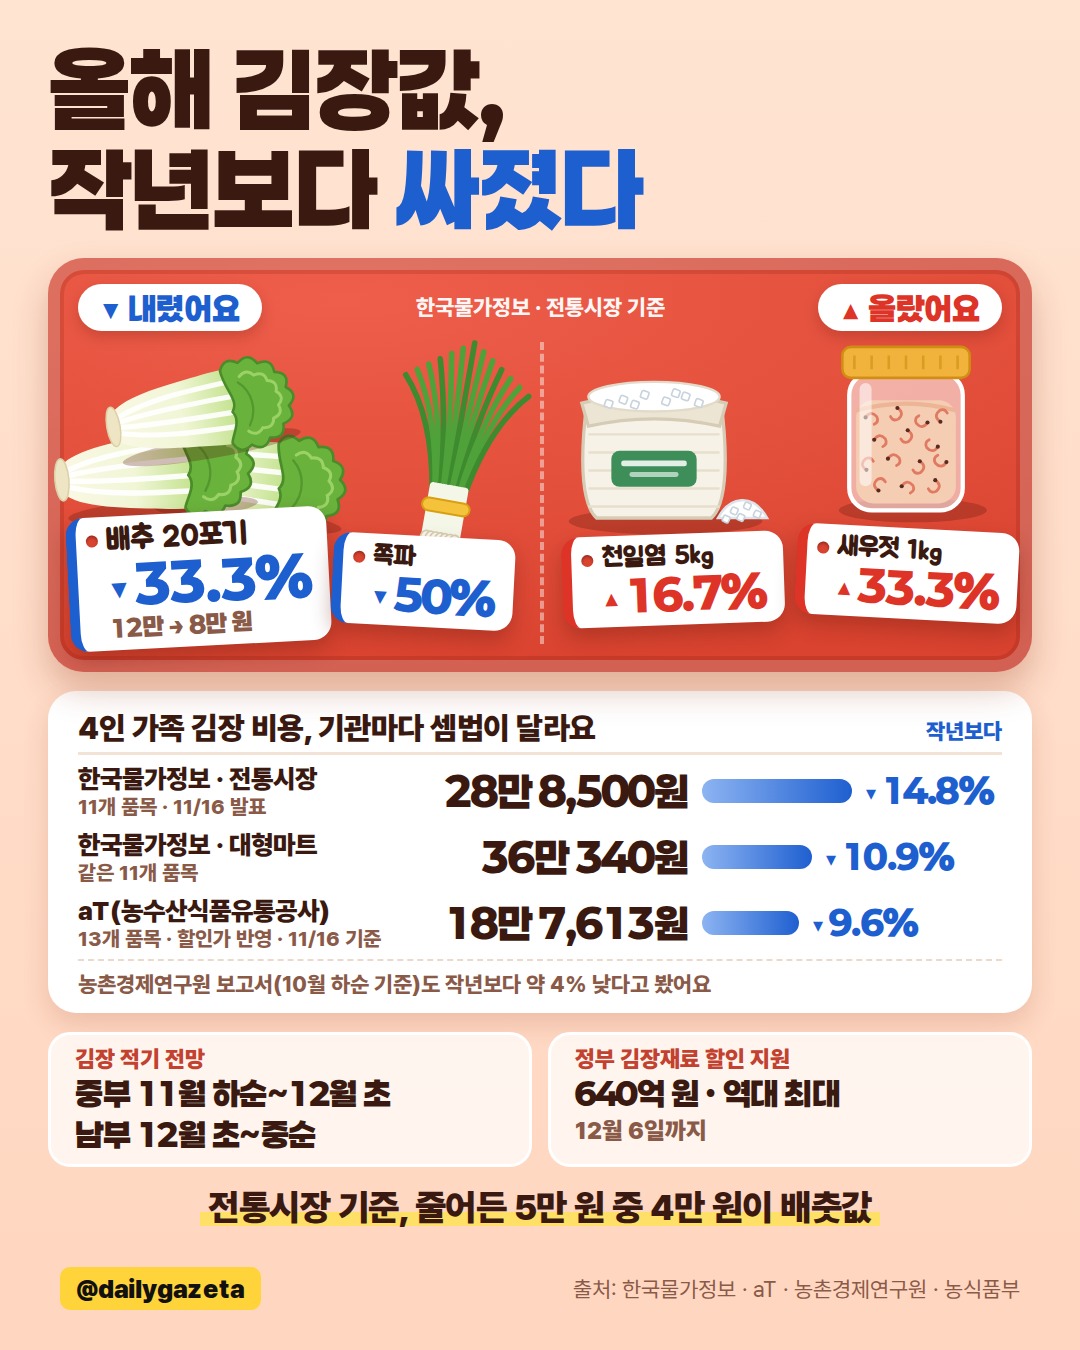 올해 김장값,
작년보다 싸졌다
▼ 내렸어요
한국물가정보 · 전통시장 기준
▲ 올랐어요
배추 20포기
▼33.3%
12만 → 8만 원
쪽파
▼50%
천일염 5kg
▲16.7%
새우젓 1kg
▲33.3%
4인 가족 김장 비용, 기관마다 셈법이 달라요
작년보다
한국물가정보 · 전통시장
11개 품목 · 11/16 발표
28만 8,500원
▼14.8%
한국물가정보 · 대형마트
같은 11개 품목
36만 340원
▼10.9%
aT(농수산식품유통공사)
13개 품목 · 할인가 반영 · 11/16 기준
18만 7,613원
▼9.6%
농촌경제연구원 보고서(10월 하순 기준)도 작년보다 약 4% 낮다고 봤어요
김장 적기 전망
중부 11월 하순~12월 초
남부 12월 초~중순
정부 김장재료 할인 지원
640억 원 · 역대 최대
12월 6일까지
전통시장 기준, 줄어든 5만 원 중 4만 원이 배춧값
@dailygazeta
출처: 한국물가정보 · aT · 농촌경제연구원 · 농식품부